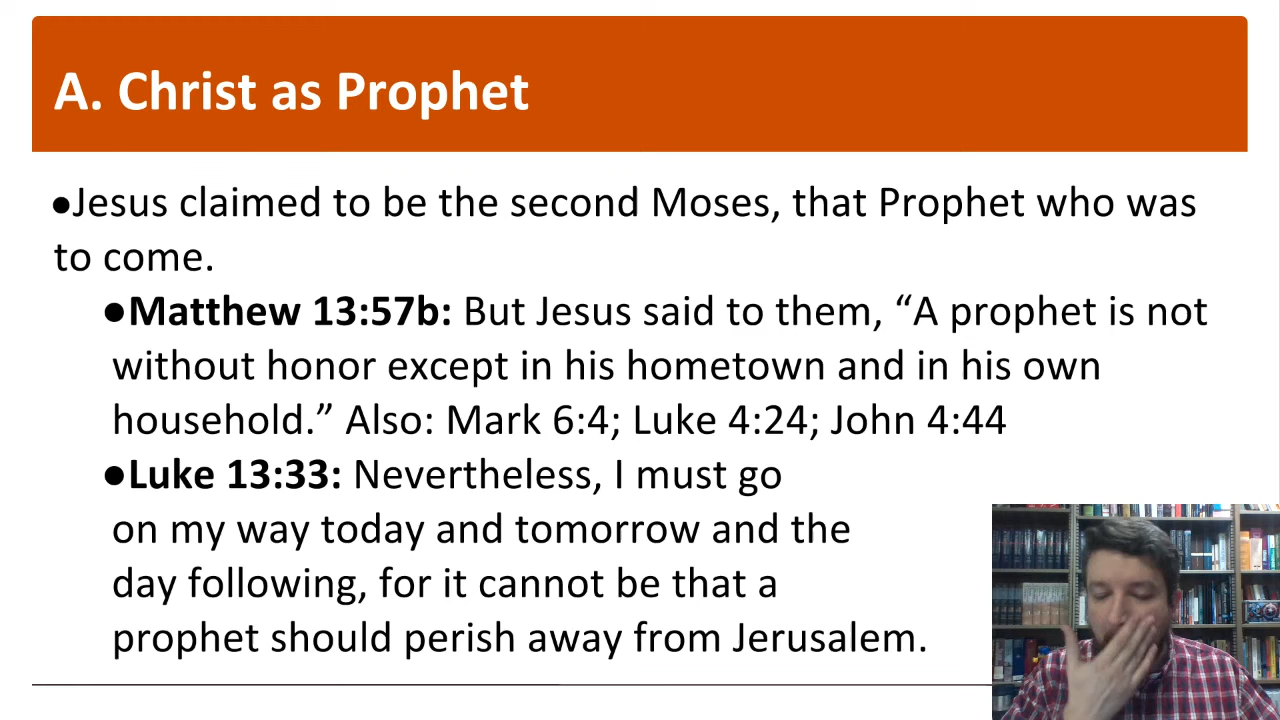 A. Christ as Prophet
●Jesus claimed to be the second Moses, that Prophet who was
to come.
●Matthew 13:57b: But Jesus said to them, “A prophet is not
without honor except in his hometown and in his own
household.” Also: Mark 6:4; Luke 4:24; John 4:44
●Luke 13:33: Nevertheless, I must go
on my way today and tomorrow and the
day following, for it cannot be that a
prophet should perish away from Jerusalem.